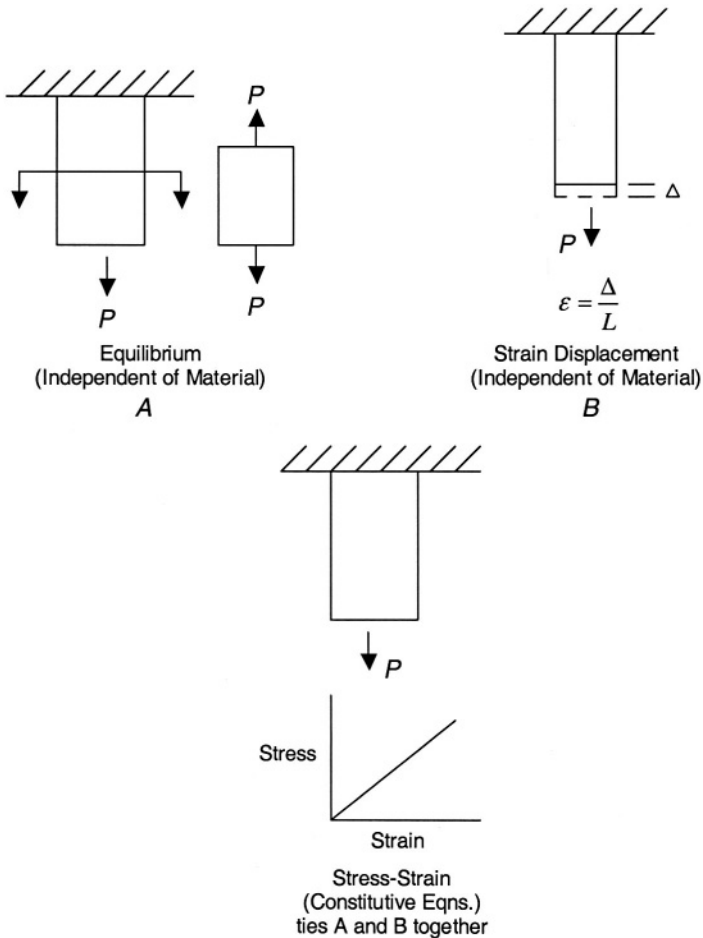 P
P
P
Equilibrium
(Independent of Material)
A
Δ
P
ε = Δ/L
Strain Displacement
(Independent of Material)
B
P
Stress
Strain
Stress-Strain
(Constitutive Eqns.)
ties A and B together